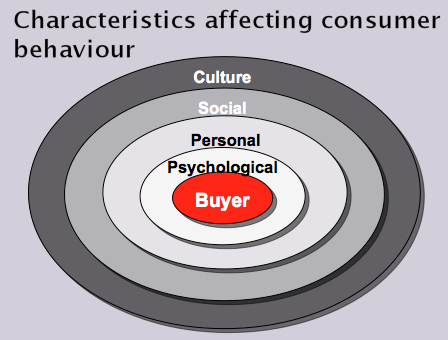 Characteristics affecting consumer
behaviour
Culture
Social
Personal
Psychological
Buyer